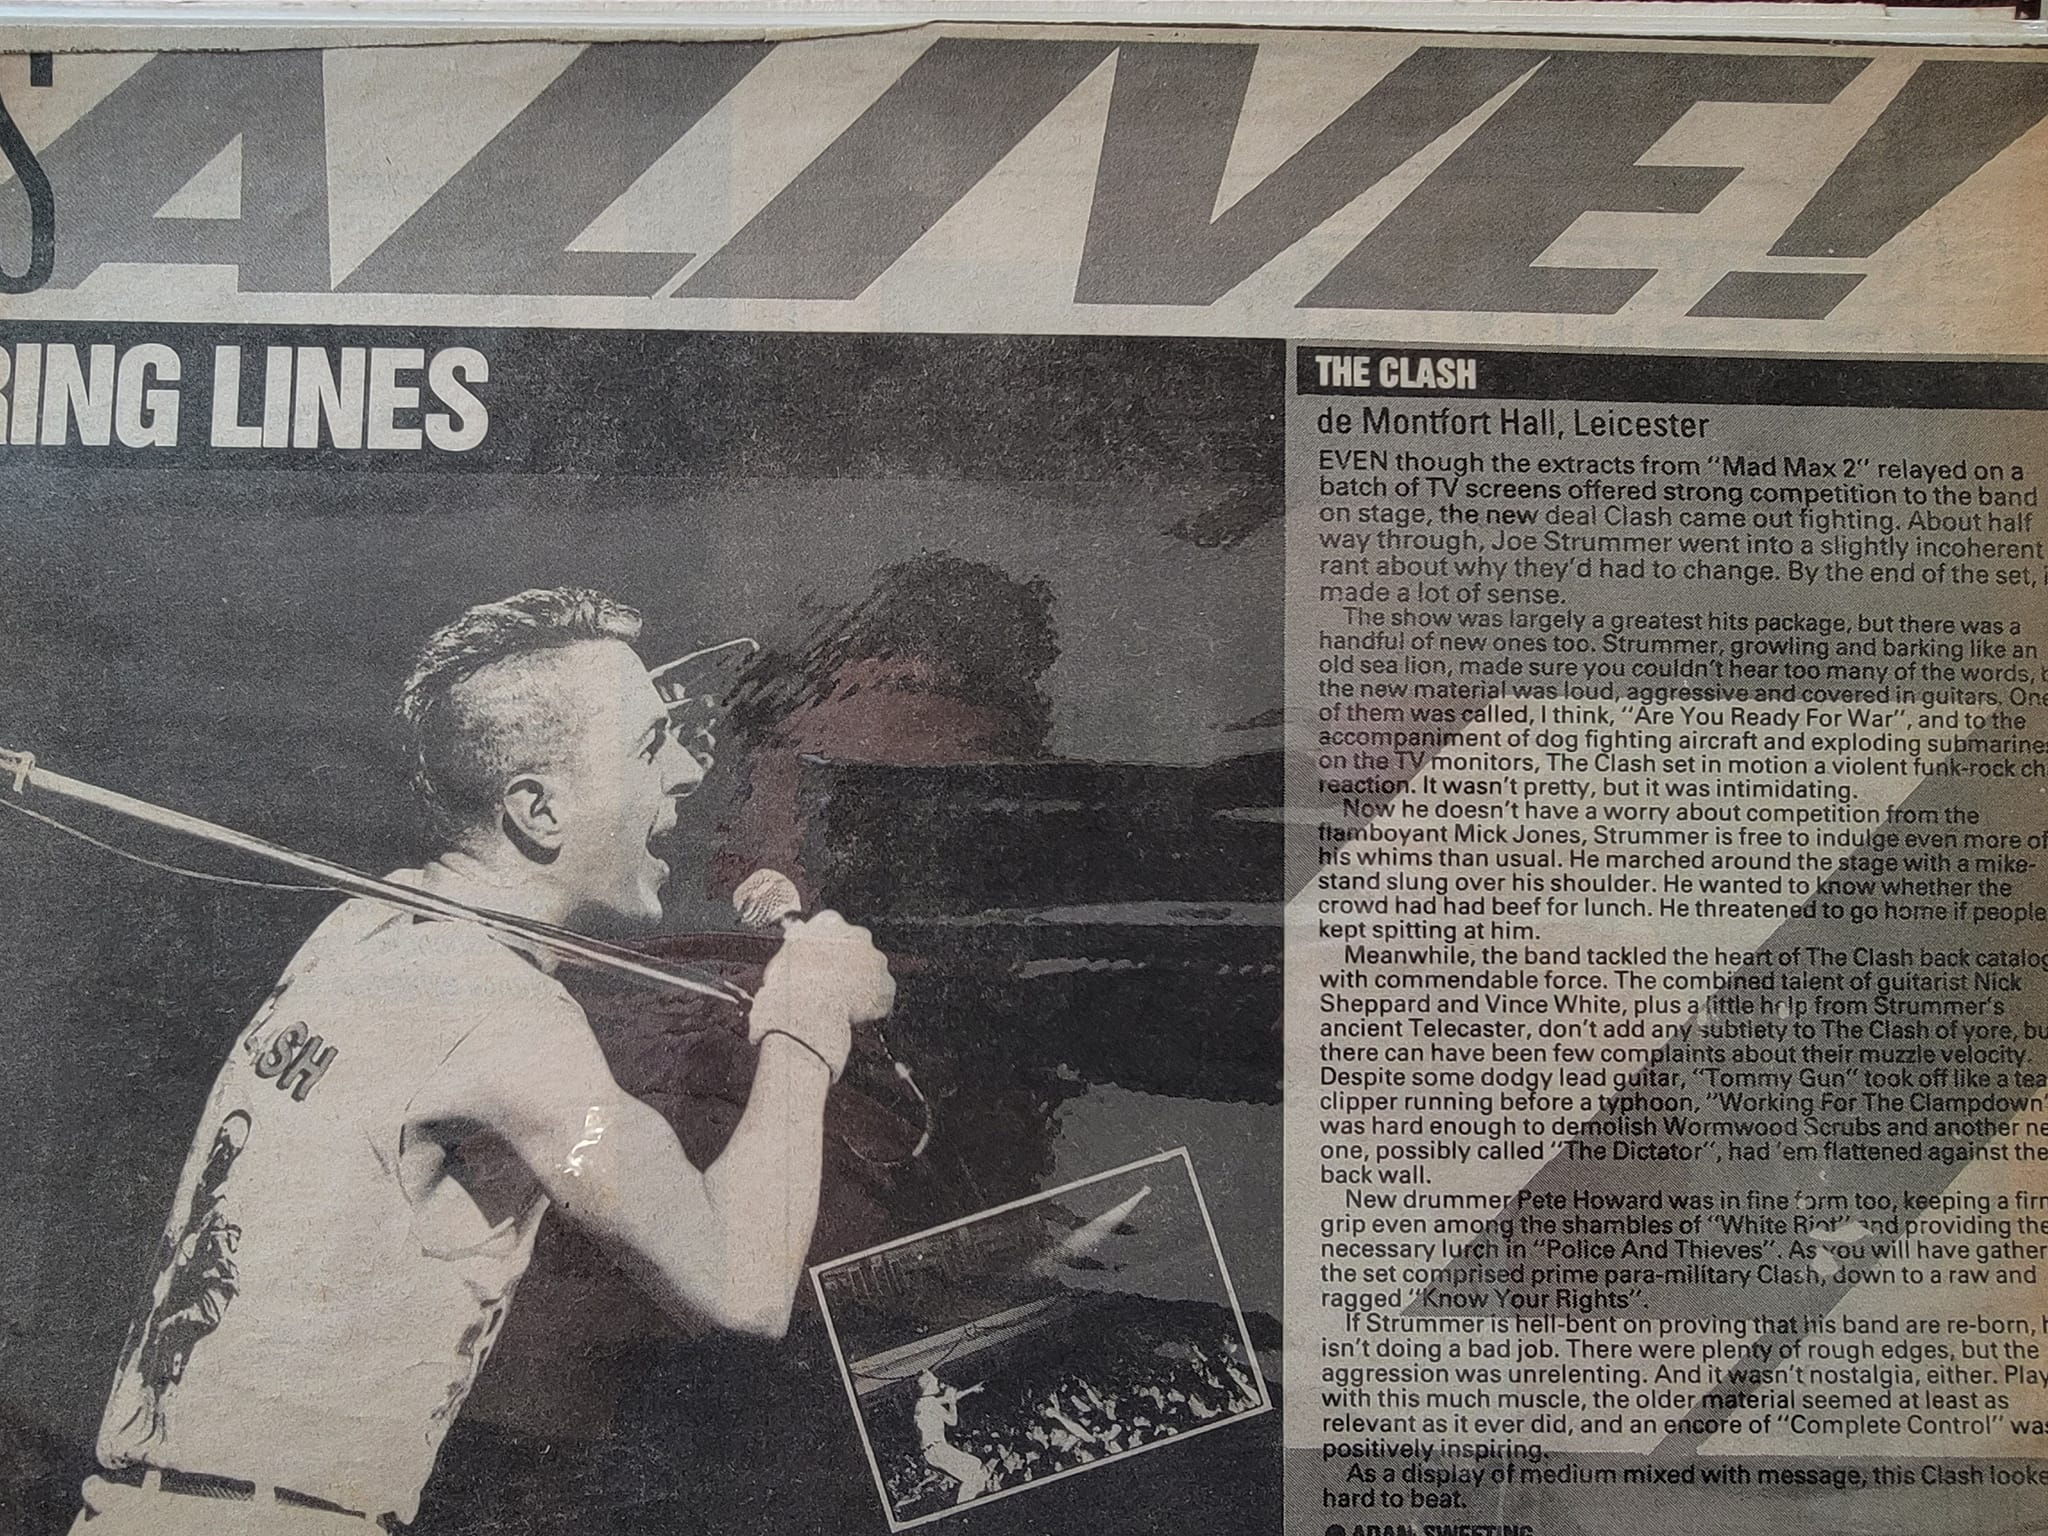 ALIVE!
RING LINES
THE CLASH
de Montfort Hall, Leicester
EVEN though the extracts from "Mad Max 2" relayed on a
batch of TV screens offered strong competition to the band
on stage, the new deal Clash came out fighting. About half
way through, Joe Strummer went into a slightly incoherent
rant about why they'd had to change. By the end of the set,
made a lot of sense.
The show was largely a greatest hits package, but there was a
handful of new ones too. Strummer, growling and barking like an
old sea lion, made sure you couldn't hear too many of the words,
the new material was loud, aggressive and covered in guitars. One
of them was called, I think, "Are You Ready For War", and to the
accompaniment of dog fighting aircraft and exploding submarines
on the TV monitors, The Clash set in motion a violent funk-rock ch
reaction. It wasn't pretty, but it was intimidating.
Now he doesn't have a worry about competition from the
flamboyant Mick Jones, Strummer is free to indulge even more of
his whims than usual. He marched around the stage with a mike-
stand slung over his shoulder. He wanted to know whether the
crowd had had beef for lunch. He threatened to go home if people
kept spitting at him.
Meanwhile, the band tackled the heart of The Clash back catalog
with commendable force. The combined talent of guitarist Nick
Sheppard and Vince White, plus a little help from Strummer's
ancient Telecaster, don't add any subtlety to The Clash of yore, bu
there can have been few complaints about their muzzle velocity.
Despite some dodgy lead guitar, "Tommy Gun" took off like a tea
clipper running before a typhoon, "Working For The Clampdown"
was hard enough to demolish Wormwood Scrubs and another ne
one, possibly called "The Dictator", had 'em flattened against the
back wall.
New drummer Pete Howard was in fine form too, keeping a firm
grip even among the shambles of "White Riot" and providing the
necessary lurch in "Police And Thieves". As you will have gather
the set comprised prime para-military Clash, down to a raw and
ragged "Know Your Rights".
If Strummer is hell-bent on proving that his band are re-born,
isn't doing a bad job. There were plenty of rough edges, but the
aggression was unrelenting. And it wasn't nostalgia, either. Play
with this much muscle, the older material seemed at least as
relevant as it ever did, and an encore of "Complete Control" was
positively inspiring.
As a display of medium mixed with message, this Clash looke
hard to beat.
● ADAM SWEETING